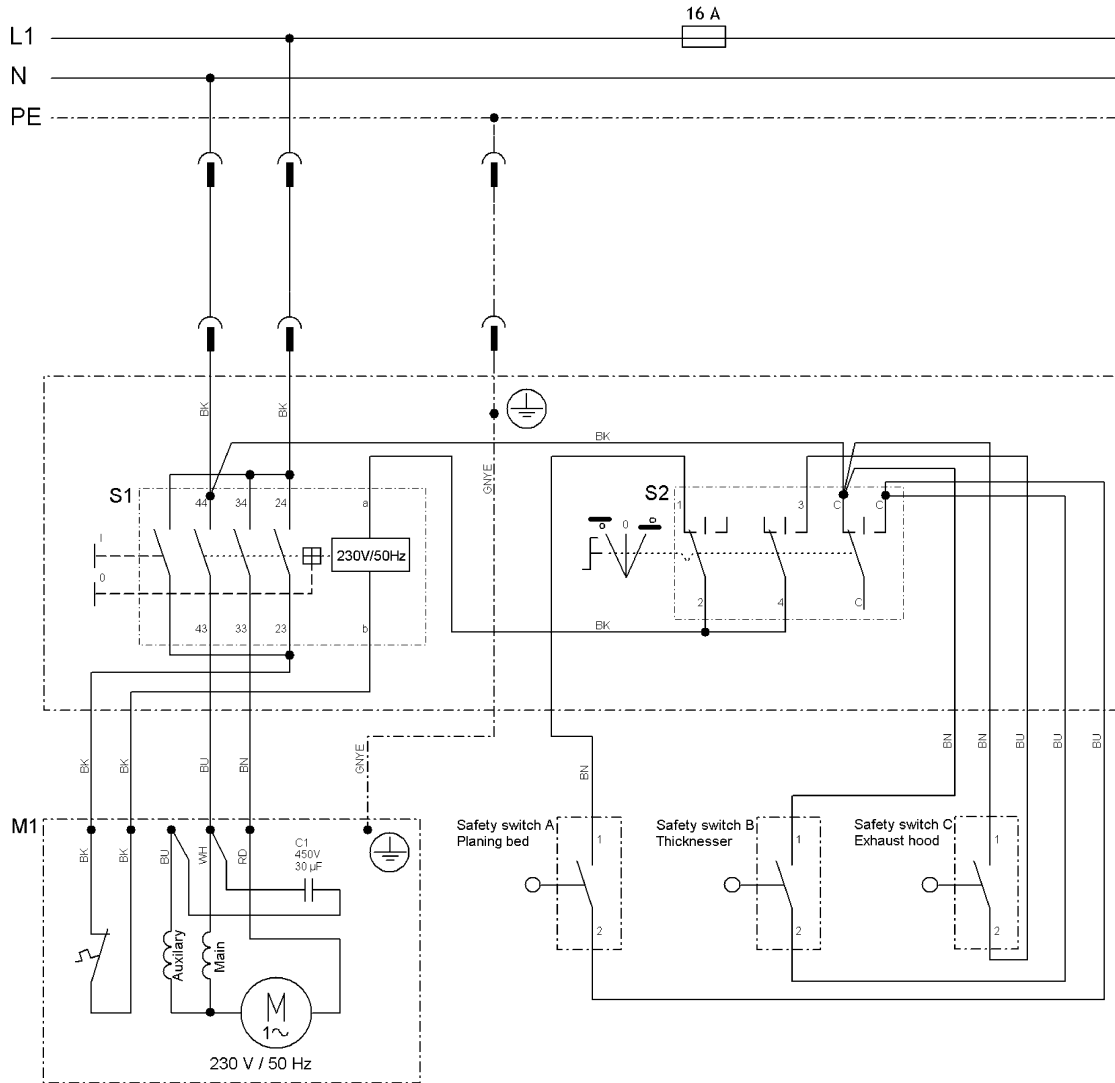 16 A
L1
N
PE
BK
BK
GNYE
BK
S1
44
34
24
a
I
0
230V/50Hz
43
33
23
b
S2
1
3
C
C
0
2
4
C
BK
BK
BK
BU
BN
GNYE
BN
BN
BN
BU
BU
BU
M1
BK
BK
BU
WH
RD
C1
450V
30 µF
Auxilary
Main
M
1~
230 V / 50 Hz
Safety switch A
Planing bed
1
2
Safety switch B
Thicknesser
1
2
Safety switch C
Exhaust hood
1
2